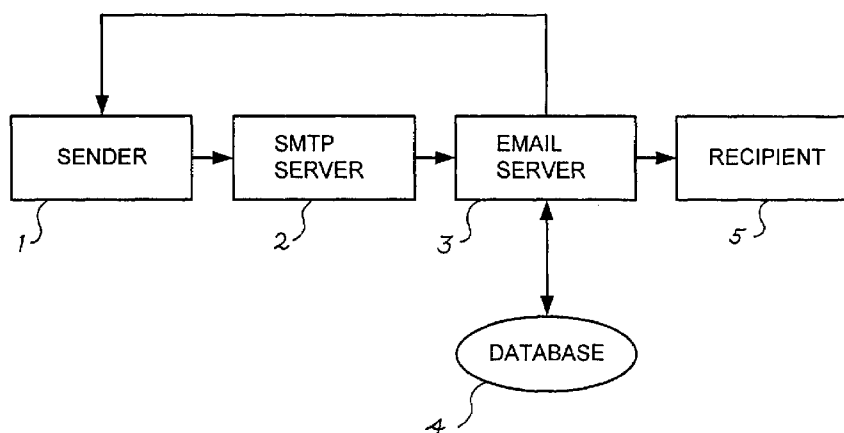 SENDER
SMTP
SERVER
EMAIL
SERVER
RECIPIENT
1
2
3
5
DATABASE
4